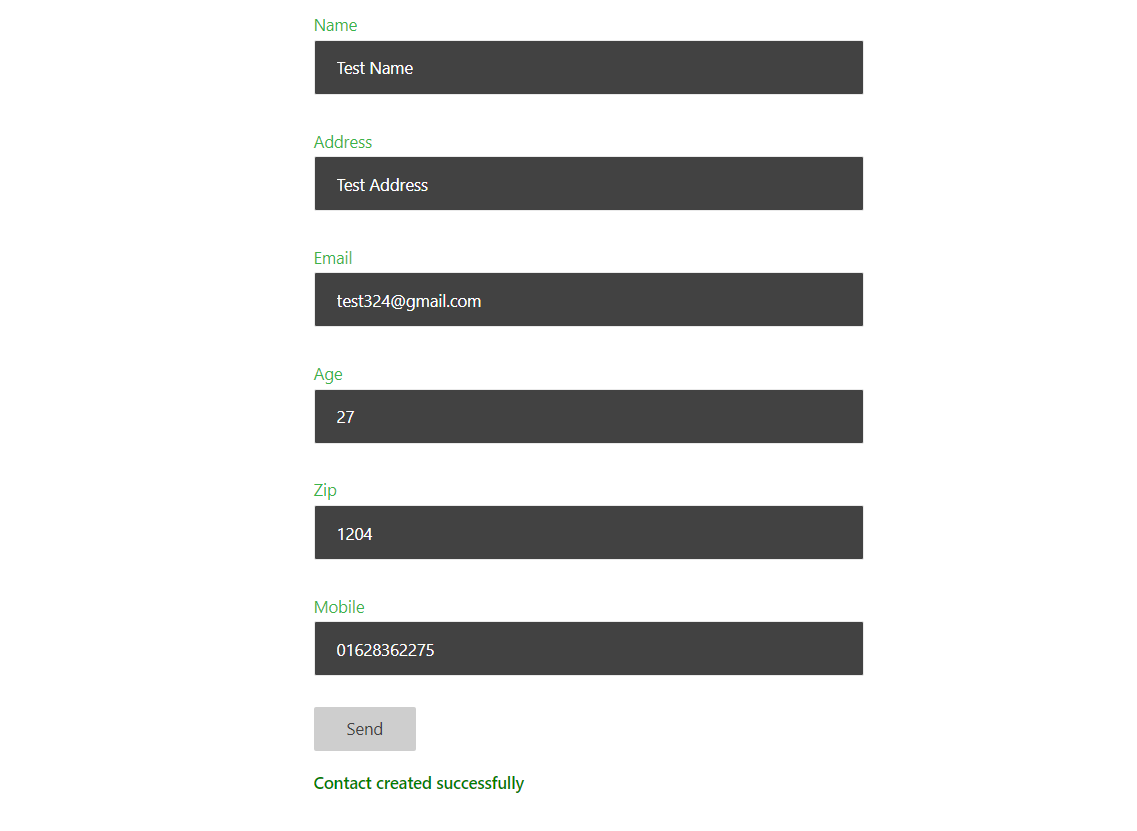 Name
Test Name
Address
Test Address
Email
test324@gmail.com
Age
27
Zip
1204
Mobile
01628362275
Send
Contact created successfully